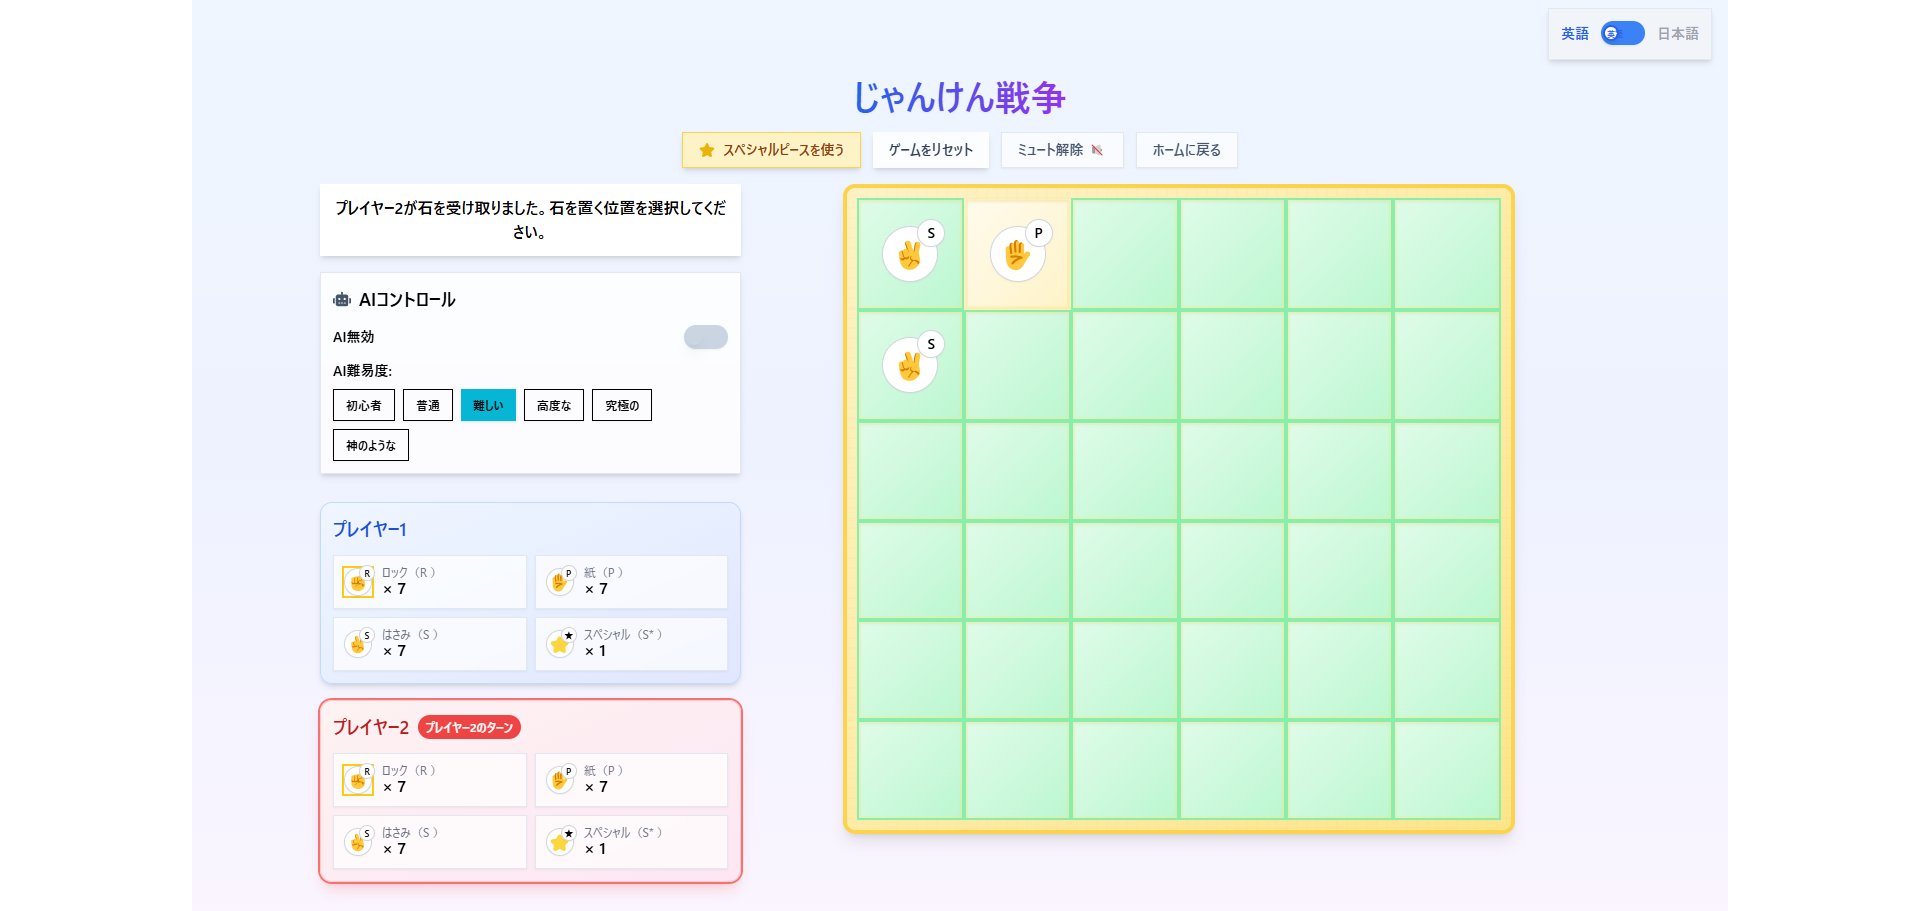 英語 英 日本語
じゃんけん戦争
スペシャルピースを使う ゲームをリセット ミュート解除 ホームに戻る
プレイヤー2が石を受け取りました。石を置く位置を選択してくだ
さい。
AIコントロール
AI無効
AI難易度:
初心者 普通 難しい 高度な 究極の
神のような
プレイヤー1
R ロック（R ）
× 7
P 紙（P ）
× 7
S はさみ（S ）
× 7
★ スペシャル（S* ）
× 1
プレイヤー2 プレイヤー2のターン
R ロック（R ）
× 7
P 紙（P ）
× 7
S はさみ（S ）
× 7
★ スペシャル（S* ）
× 1
S P
S